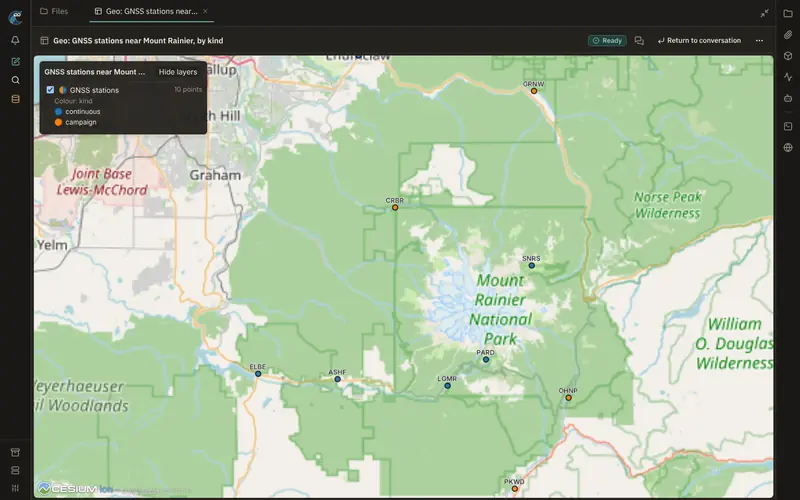 Files
Geo: GNSS stations near...
Geo: GNSS stations near Mount Rainier, by kind
Ready
Return to conversation
GNSS stations near Mount ...
Hide layers
GNSS stations
10 points
Colour: kind
continuous
campaign
Graham
Joint Base
Lewis-McChord
Yelm
GRNW
CRBR
Norse Peak
Wilderness
SNRS
Mount
Rainier
National
Park
William
O. Douglas
Wilderness
PARD
ELBE
ASHF
LGMR
OHNP
PKWD
CESIUM ion